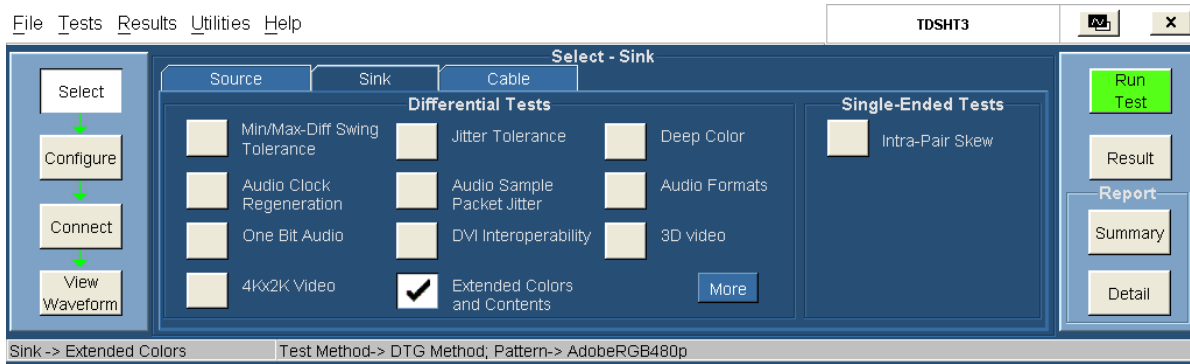 File Tests Results Utilities Help
TDSHT3
x
Select - Sink
Select
Configure
Connect
View
Waveform
Source
Sink
Cable
Differential Tests
Min/Max-Diff Swing
Tolerance
Jitter Tolerance
Deep Color
Audio Clock
Regeneration
Audio Sample
Packet Jitter
Audio Formats
One Bit Audio
DVI Interoperability
3D video
4Kx2K Video
Extended Colors
and Contents
More
Single-Ended Tests
Intra-Pair Skew
Run
Test
Result
Report
Summary
Detail
Sink -> Extended Colors
Test Method-> DTG Method; Pattern-> AdobeRGB480p